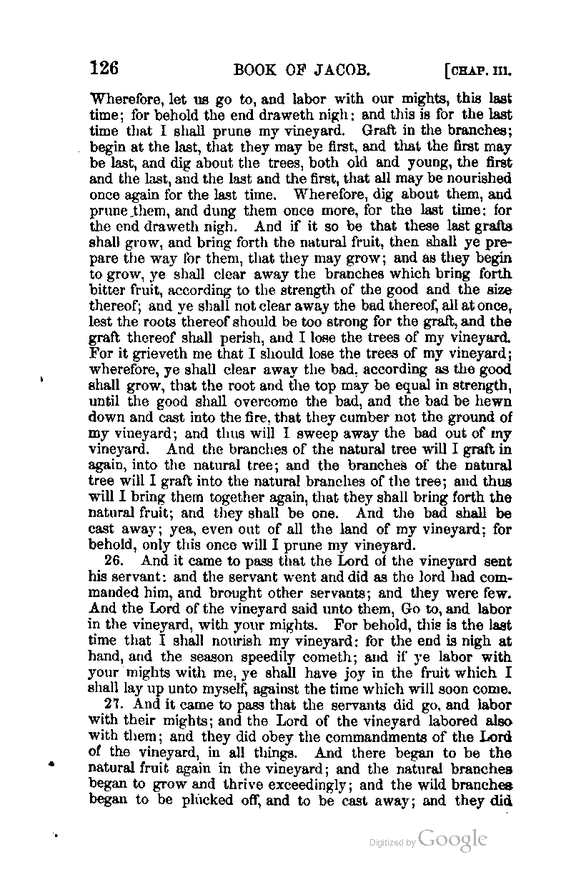 126 BOOK OF JACOB. [CHAP. III.
Wherefore, let us go to, and labor with our mights, this last
time; for behold the end draweth nigh; and this is for the last
time that I shall prune my vineyard. Graft in the branches;
begin at the last, that they may be first, and that the first may
be last, and dig about the trees, both old and young, the first
and the last, and the last and the first, that all may be nourished
once again for the last time. Wherefore, dig about them, and
prune them, and dung them once more, for the last time: for
the end draweth nigh. And if it so be that these last grafts
shall grow, and bring forth the natural fruit, then shall ye pre-
pare the way for them, that they may grow; and as they begin
to grow, ye shall clear away the branches which bring forth
bitter fruit, according to the strength of the good and the size
thereof; and ye shall not clear away the bad thereof, all at once,
lest the roots thereof should be too strong for the graft, and the
graft thereof shall perish, and I lose the trees of my vineyard.
For it grieveth me that I should lose the trees of my vineyard;
wherefore, ye shall clear away the bad, according as the good
shall grow, that the root and the top may be equal in strength,
until the good shall overcome the bad, and the bad be hewn
down and cast into the fire, that they cumber not the ground of
my vineyard; and thus will I sweep away the bad out of my
vineyard. And the branches of the natural tree will I graft in
again, into the natural tree; and the branches of the natural
tree will I graft into the natural branches of the tree; and thus
will I bring them together again, that they shall bring forth the
natural fruit; and they shall be one. And the bad shall be
cast away; yea, even out of all the land of my vineyard; for
behold, only this once will I prune my vineyard.
26. And it came to pass that the Lord of the vineyard sent
his servant: and the servant went and did as the lord had com-
manded him, and brought other servants; and they were few.
And the Lord of the vineyard said unto them, Go to, and labor
in the vineyard, with your mights. For behold, this is the last
time that I shall nourish my vineyard: for the end is nigh at
hand, and the season speedily cometh; and if ye labor with
your mights with me, ye shall have joy in the fruit which I
shall lay up unto myself, against the time which will soon come.
27. And it came to pass that the servants did go, and labor
with their mights; and the Lord of the vineyard labored also
with them; and they did obey the commandments of the Lord
of the vineyard, in all things. And there began to be the
natural fruit again in the vineyard; and the natural branches
began to grow and thrive exceedingly; and the wild branches
began to be plucked off, and to be cast away; and they did
Digitized by Google